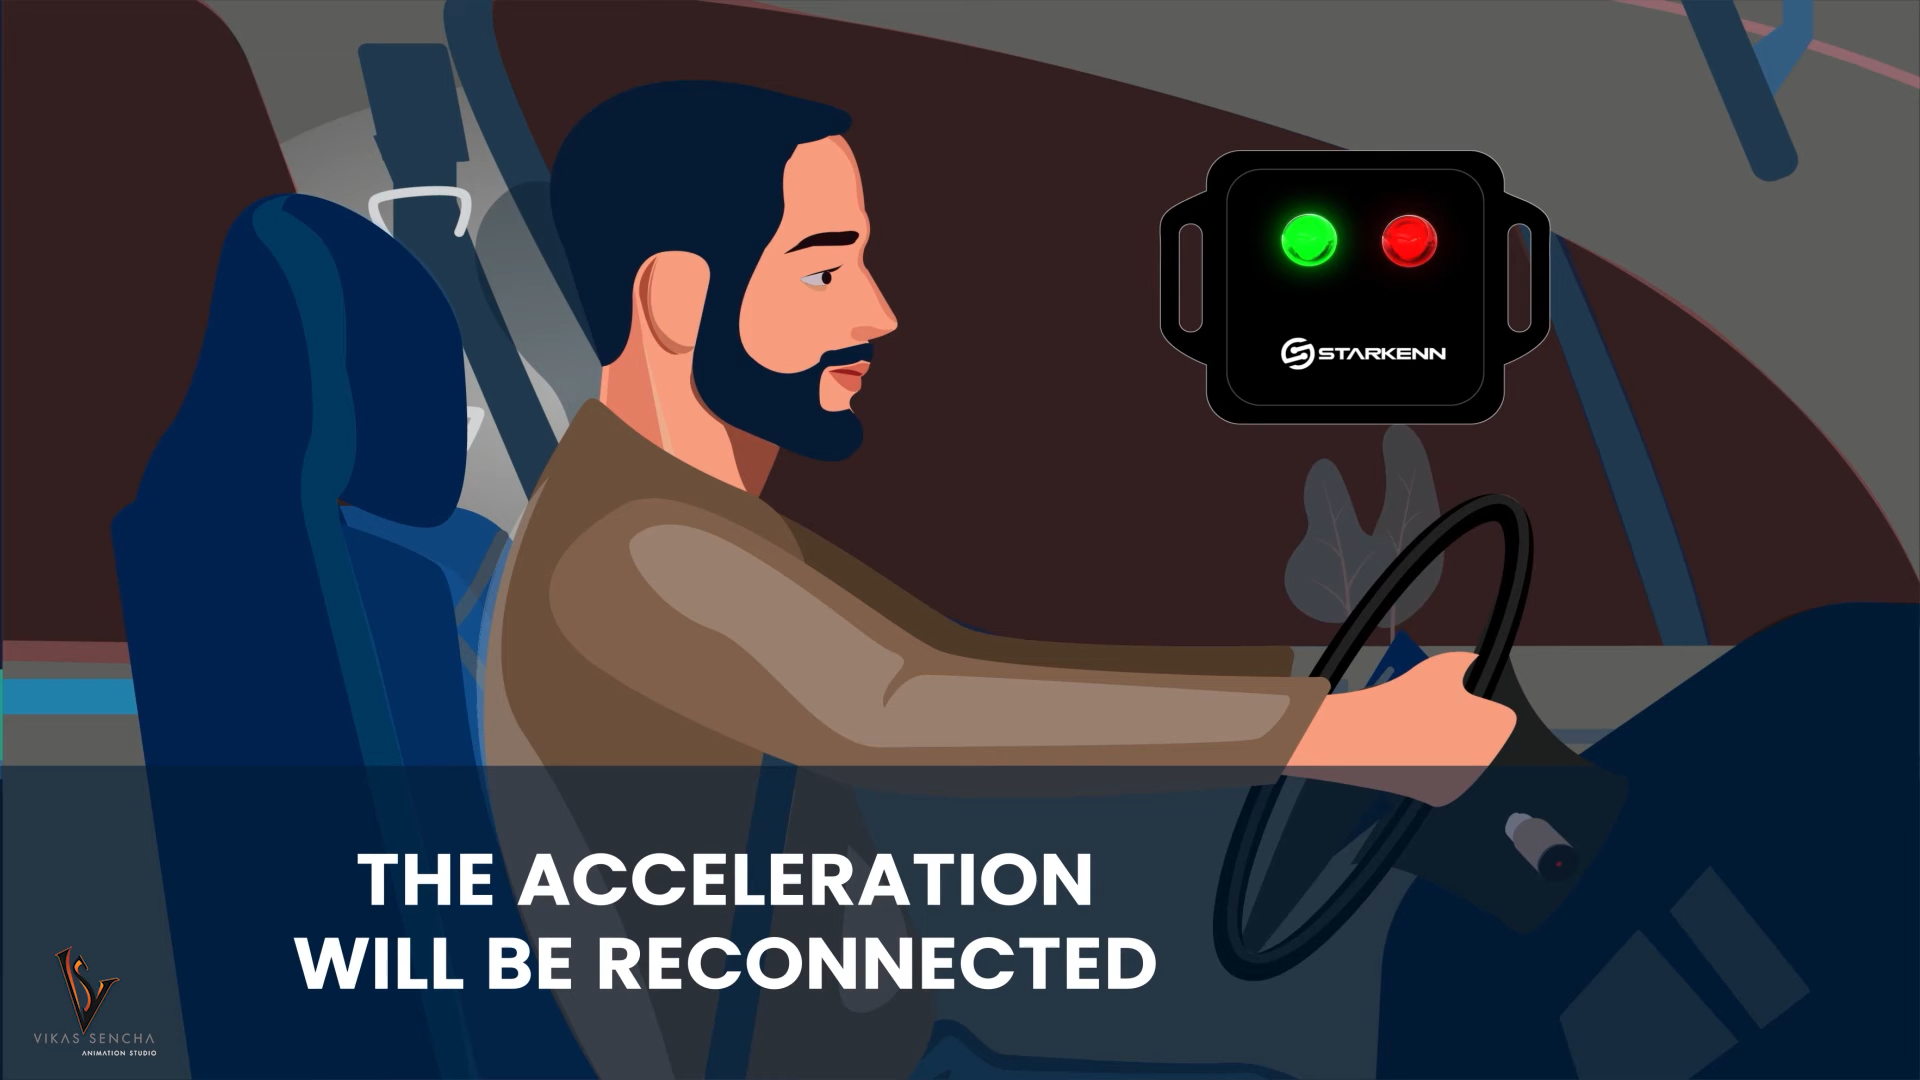 STARKENN
THE ACCELERATION
WILL BE RECONNECTED
VIKAS SENCHA
ANIMATION STUDIO